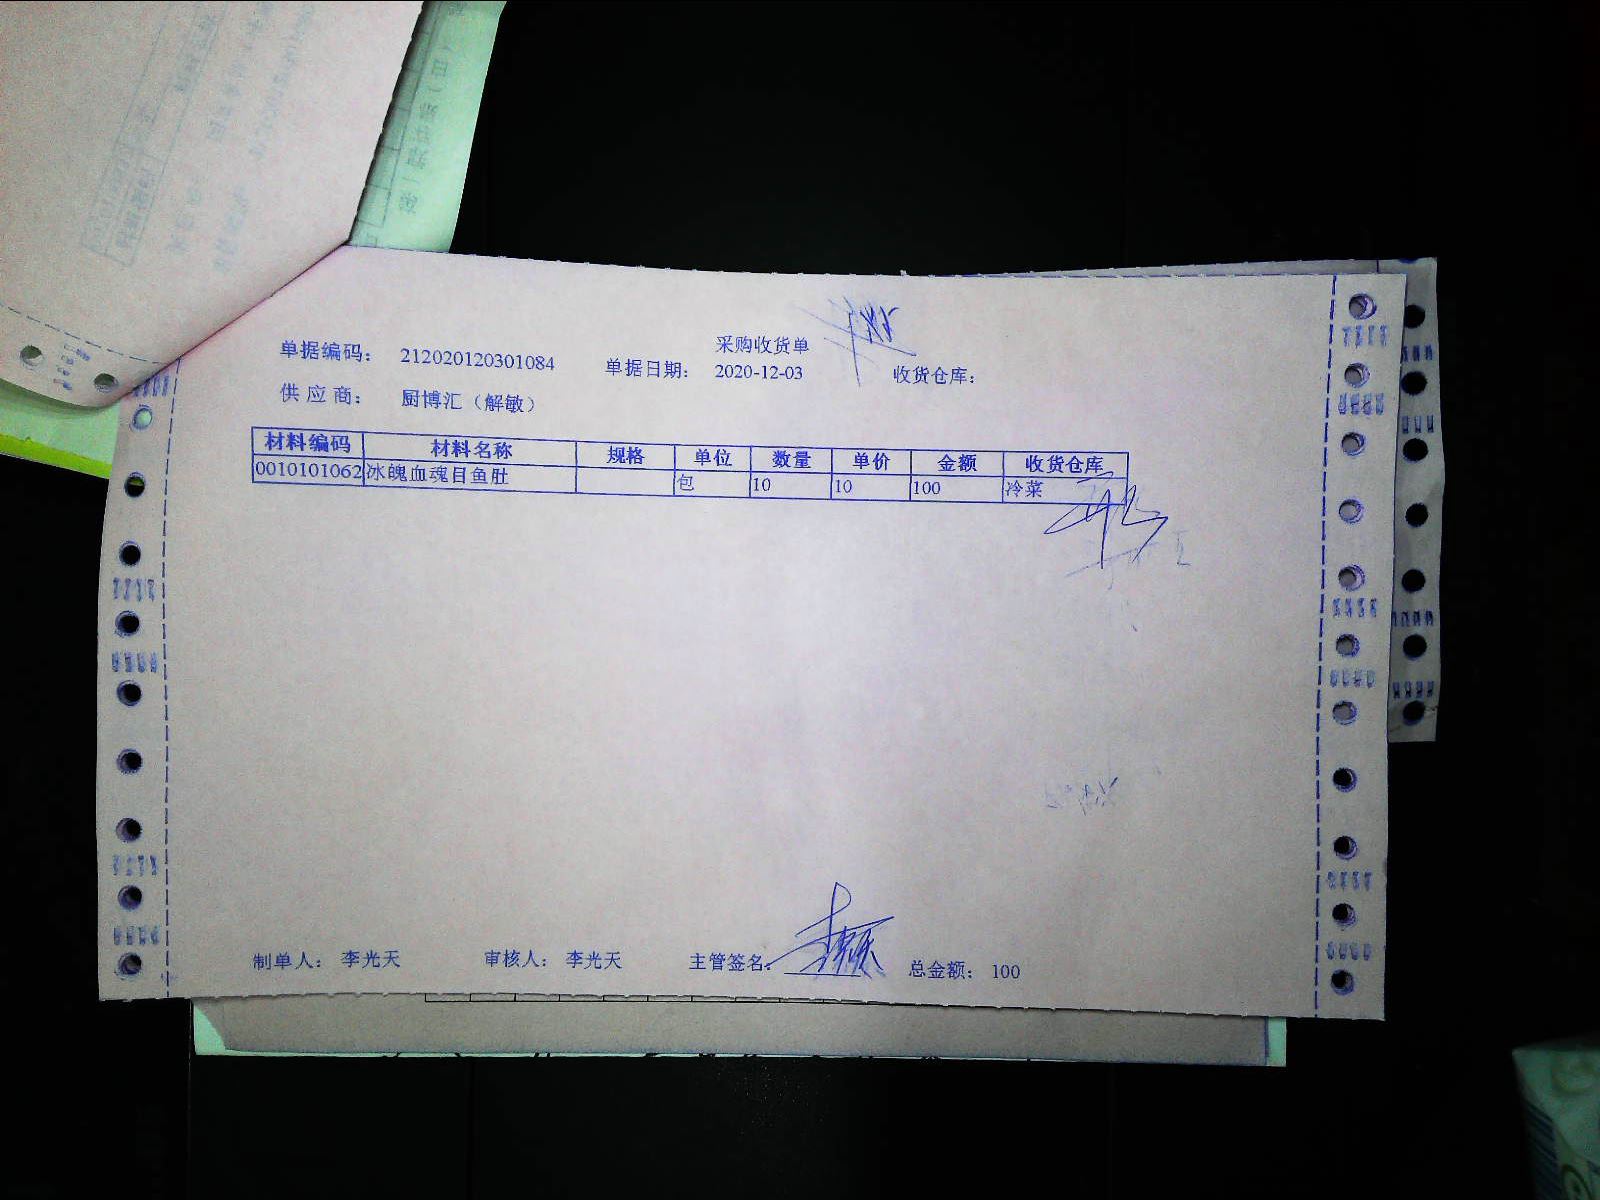 采购收货单
单据编码： 212020120301084 单据日期： 2020-12-03 收货仓库：
供应商： 厨博汇（解敏）
材料编码 材料名称 规格 单位 数量 单价 金额 收货仓库
0010101062 冰魄血魂目鱼肚 包 10 10 100 冷菜
制单人： 李光天 审核人： 李光天 主管签名： 总金额： 100